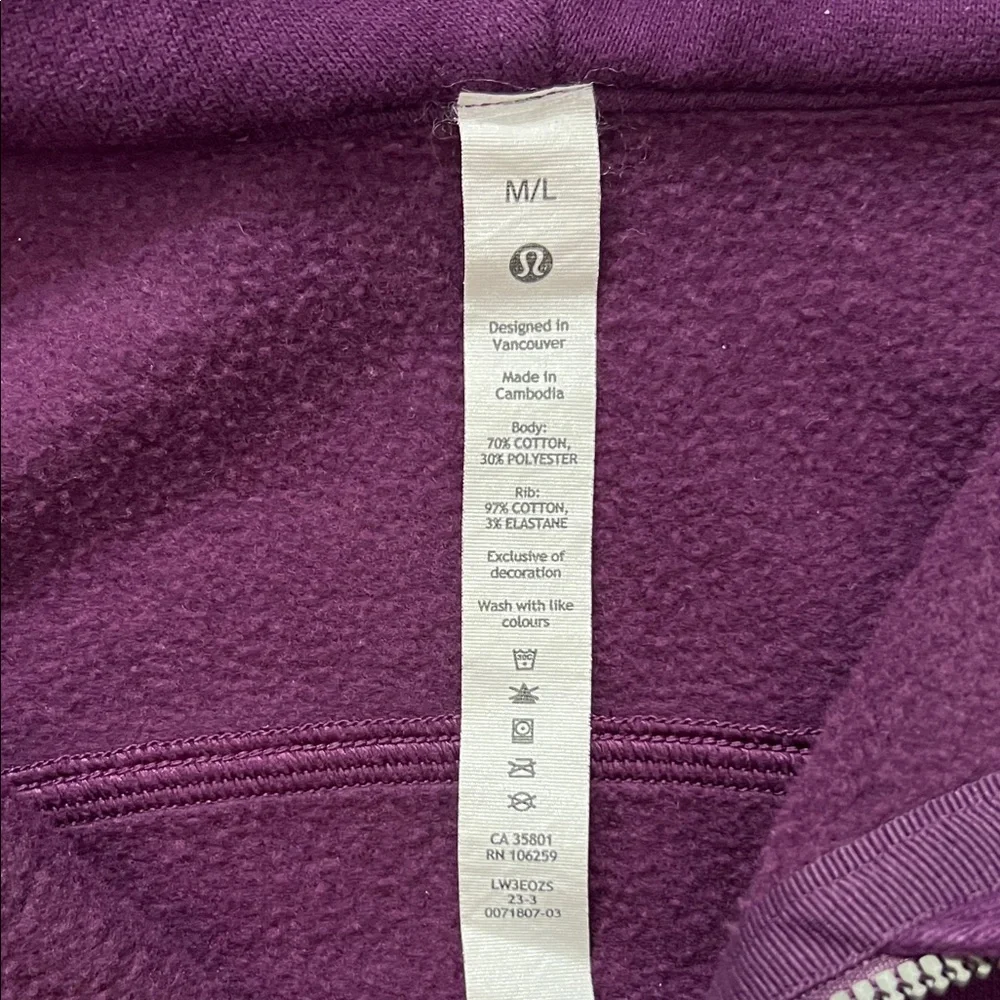 M/L
Designed in
Vancouver
Made in
Cambodia
Body:
70% COTTON,
30% POLYESTER
Rib:
97% COTTON,
3% ELASTANE
Exclusive of
decoration
Wash with like
colours
30C
CA 35801
RN 106259
LW3EOZS
23-3
0071807-03